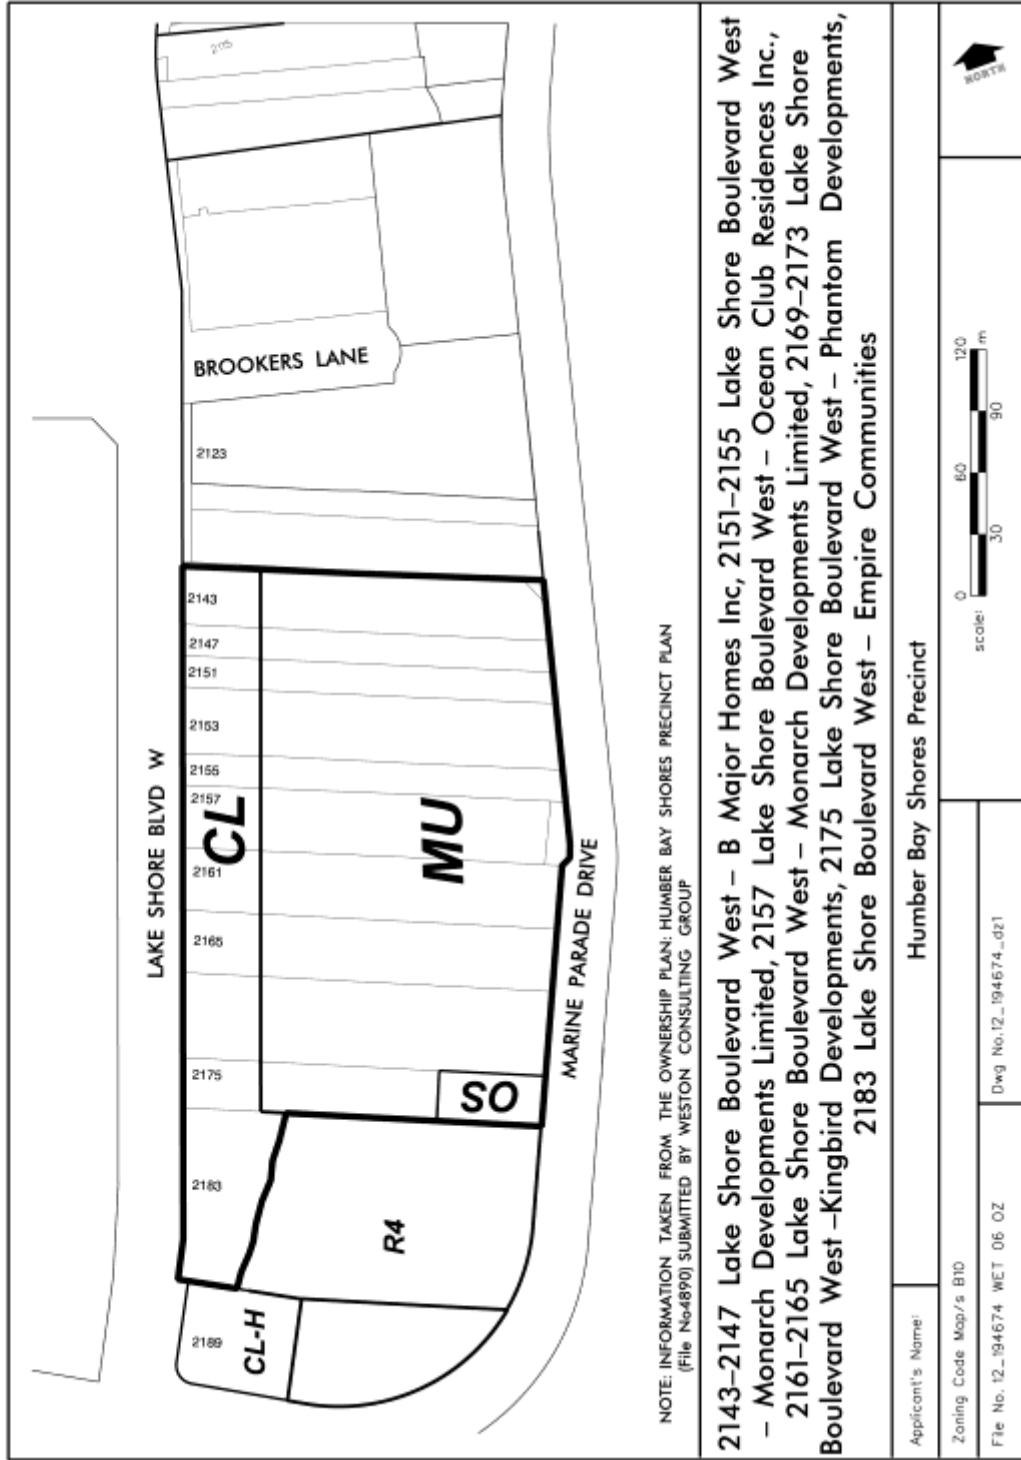 205
LAKE SHORE BLVD W
BROOKERS LANE
2123
2143
2147
2151
2153
2155
2157
2161
2165
2175
2183
2189
CL
MU
SO
R4
CL-H
MARINE PARADE DRIVE
NOTE: INFORMATION TAKEN FROM THE OWNERSHIP PLAN: HUMBER BAY SHORES PRECINCT PLAN
(File No4890) SUBMITTED BY WESTON CONSULTING GROUP
2143-2147 Lake Shore Boulevard West - B Major Homes Inc, 2151-2155 Lake Shore Boulevard West
- Monarch Developments Limited, 2157 Lake Shore Boulevard West - Ocean Club Residences Inc.,
2161-2165 Lake Shore Boulevard West - Monarch Developments Limited, 2169-2173 Lake Shore
Boulevard West -Kingbird Developments, 2175 Lake Shore Boulevard West - Phantom Developments,
2183 Lake Shore Boulevard West - Empire Communities
Applicant's Name:
Humber Bay Shores Precinct
Zoning Code Map/s B10
File No. 12_194674 WET 06 OZ
Dwg No.12_194674_dz1
scale:
0 60 120
30 90 m
NORTH